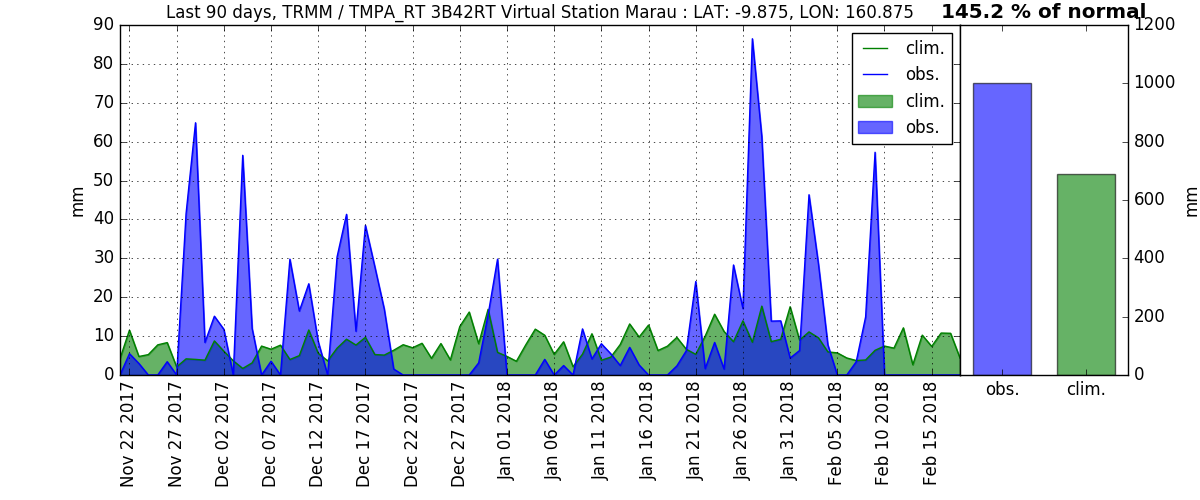 Last 90 days, TRMM / TMPA_RT 3B42RT Virtual Station Marau : LAT: -9.875, LON: 160.875
145.2 % of normal
90
80
70
60
50
40
30
20
10
0
mm
clim.
obs.
clim.
obs.
1200
1000
800
600
400
200
0
mm
obs.
clim.
Nov 22 2017
Nov 27 2017
Dec 02 2017
Dec 07 2017
Dec 12 2017
Dec 17 2017
Dec 22 2017
Dec 27 2017
Jan 01 2018
Jan 06 2018
Jan 11 2018
Jan 16 2018
Jan 21 2018
Jan 26 2018
Jan 31 2018
Feb 05 2018
Feb 10 2018
Feb 15 2018